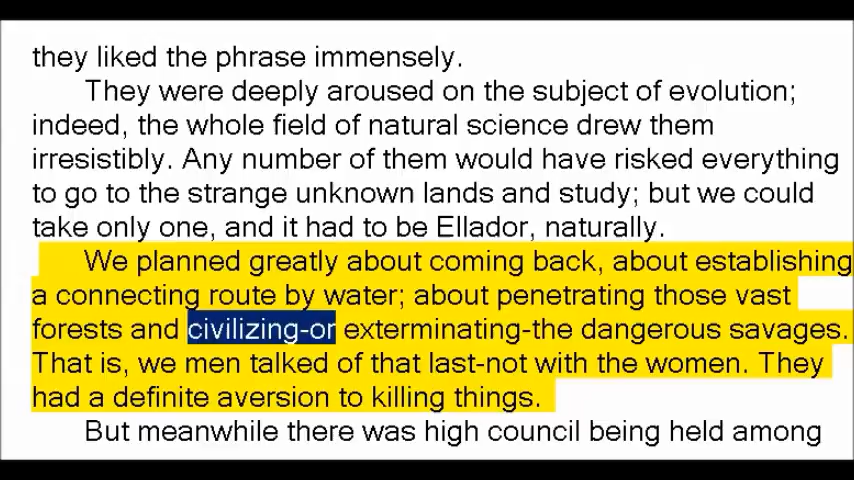 they liked the phrase immensely.
They were deeply aroused on the subject of evolution;
indeed, the whole field of natural science drew them
irresistibly. Any number of them would have risked everything
to go to the strange unknown lands and study; but we could
take only one, and it had to be Ellador, naturally.
We planned greatly about coming back, about establishing
a connecting route by water; about penetrating those vast
forests and civilizing-or exterminating-the dangerous savages.
That is, we men talked of that last-not with the women. They
had a definite aversion to killing things.
But meanwhile there was high council being held among